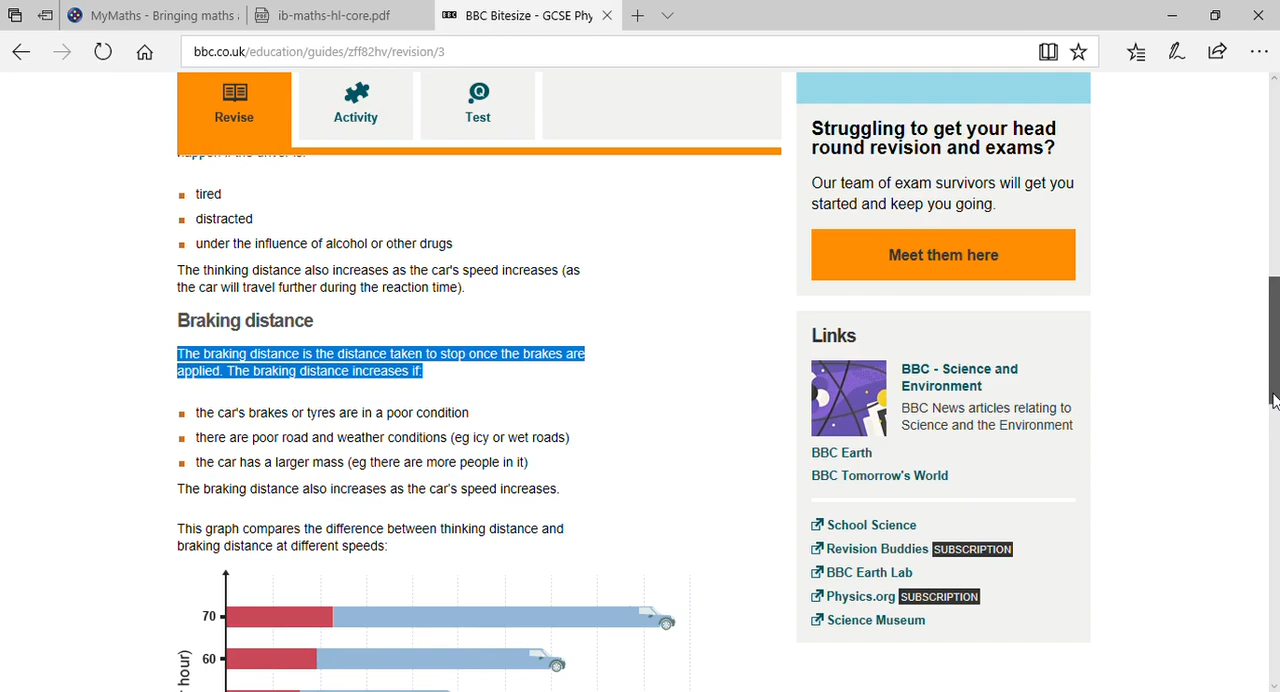 MyMaths - Bringing maths
ib-maths-hl-core.pdf
BBC Bitesize - GCSE Phy
bbc.co.uk/education/guides/zff82hv/revision/3
Revise
Activity
Test
tired
distracted
under the influence of alcohol or other drugs
The thinking distance also increases as the car's speed increases (as
the car will travel further during the reaction time).
Braking distance
The braking distance is the distance taken to stop once the brakes are
applied. The braking distance increases if:
the car's brakes or tyres are in a poor condition
there are poor road and weather conditions (eg icy or wet roads)
the car has a larger mass (eg there are more people in it)
The braking distance also increases as the car's speed increases.
This graph compares the difference between thinking distance and
braking distance at different speeds:
70
60
hour)
Struggling to get your head
round revision and exams?
Our team of exam survivors will get you
started and keep you going.
Meet them here
Links
BBC - Science and
Environment
BBC News articles relating to
Science and the Environment
BBC Earth
BBC Tomorrow's World
School Science
Revision Buddies SUBSCRIPTION
BBC Earth Lab
Physics.org SUBSCRIPTION
Science Museum